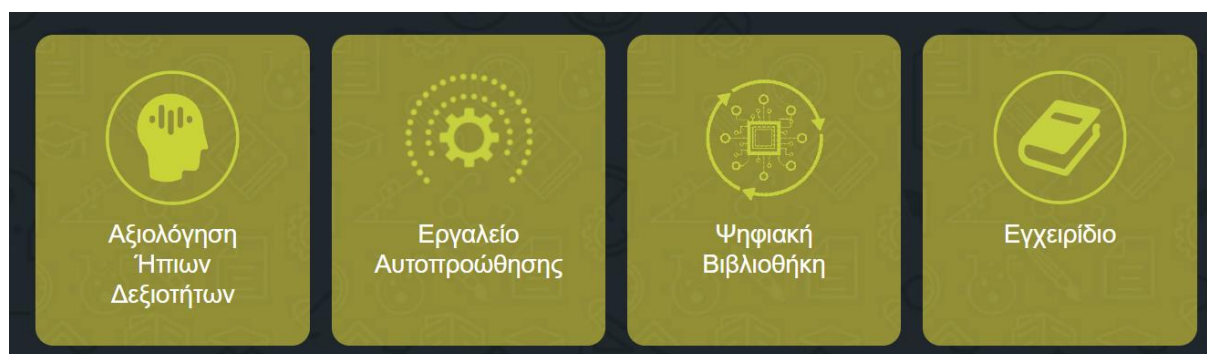 Αξιολόγηση
Ήπιων
Δεξιοτήτων
Εργαλείο
Αυτοπροώθησης
Ψηφιακή
Βιβλιοθήκη
Εγχειρίδιο